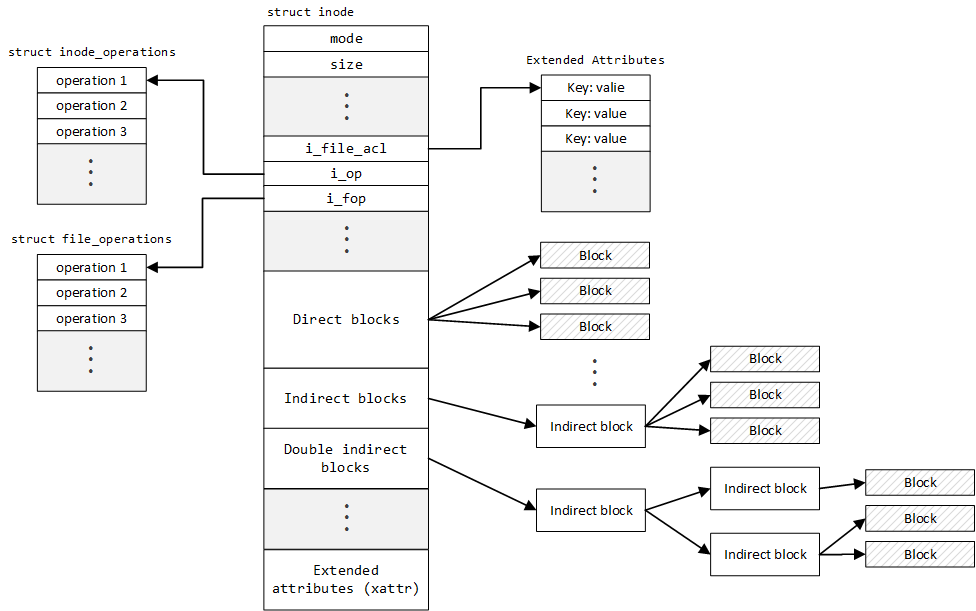 struct inode
mode
size
i_file_acl
i_op
i_fop
Direct blocks
Indirect blocks
Double indirect
blocks
Extended
attributes (xattr)
struct inode_operations
operation 1
operation 2
operation 3
struct file_operations
operation 1
operation 2
operation 3
Extended Attributes
Key: valie
Key: value
Key: value
Block
Block
Block
Indirect block
Block
Block
Block
Indirect block
Indirect block
Indirect block
Block
Block
Block